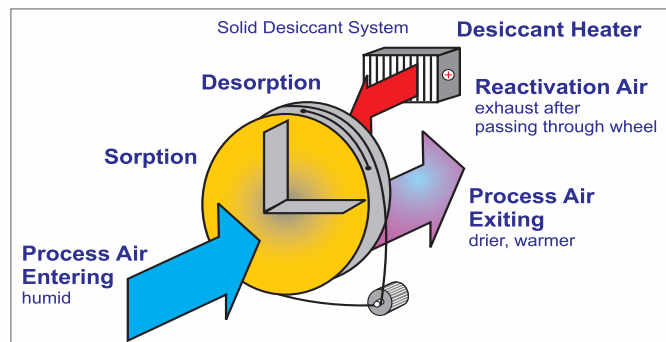 Solid Desiccant System
Desiccant Heater
Desorption
Reactivation Air
exhaust after
passing through wheel
Sorption
Process Air
Exiting
drier, warmer
Process Air
Entering
humid